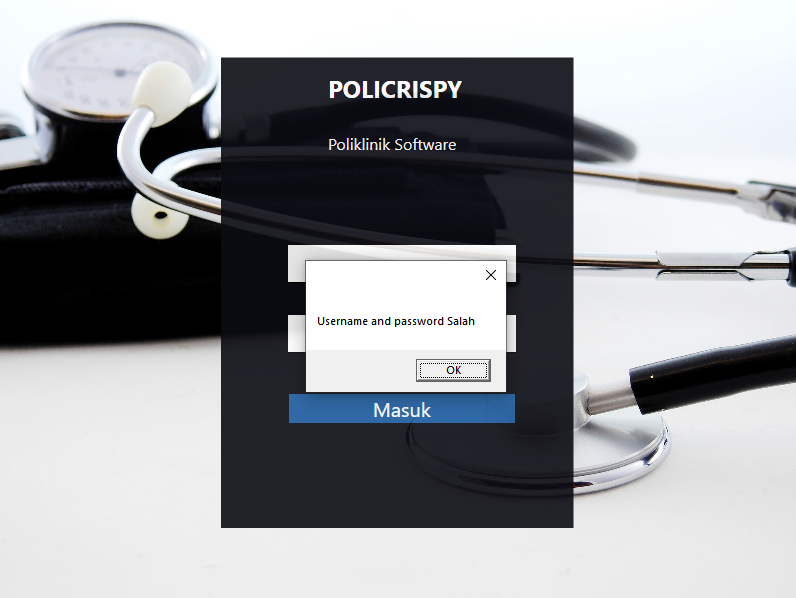 POLICRISPY
Poliklinik Software
Username and password Salah
OK
Masuk